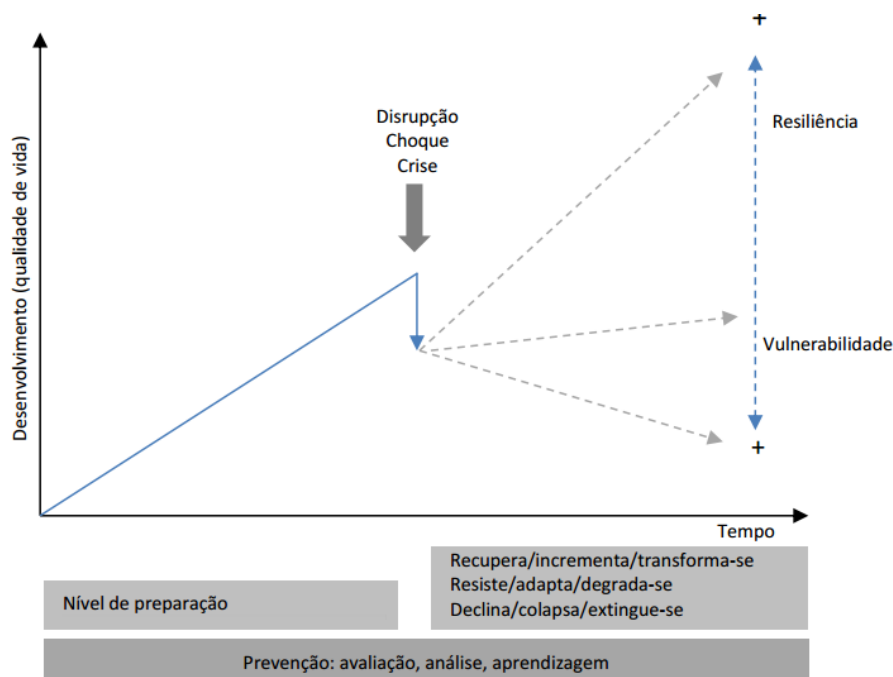 +
Disrupção
Choque
Crise
Resiliência
Desenvolvimento (qualidade de vida)
Vulnerabilidade
+
Tempo
Nível de preparação
Recupera/incrementa/transforma-se
Resiste/adapta/degrada-se
Declina/colapsa/extingue-se
Prevenção: avaliação, análise, aprendizagem